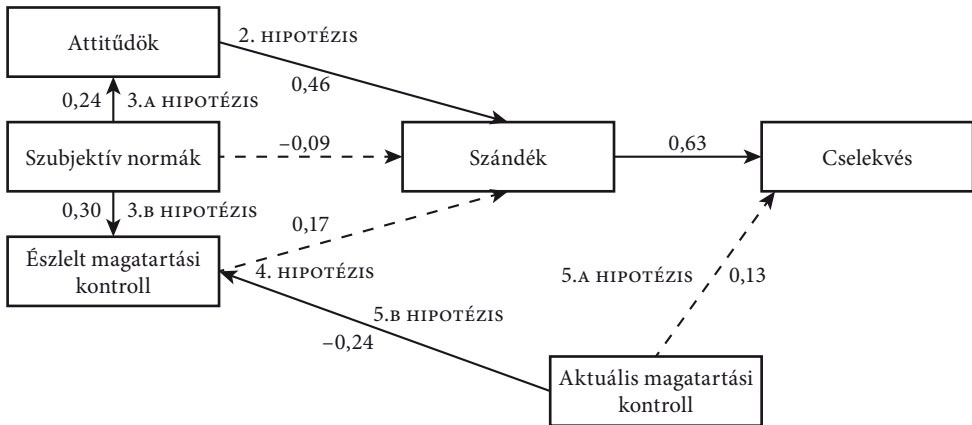 Attitűdök
2. HIPOTÉZIS
0,46
0,24
3.A HIPOTÉZIS
Szubjektív normák
–0,09
Szándék
0,63
Cselekvés
0,30
3.B HIPOTÉZIS
0,17
Észlelt magatartási
kontroll
4. HIPOTÉZIS
5.A HIPOTÉZIS
0,13
5.B HIPOTÉZIS
–0,24
Aktuális magatartási
kontroll